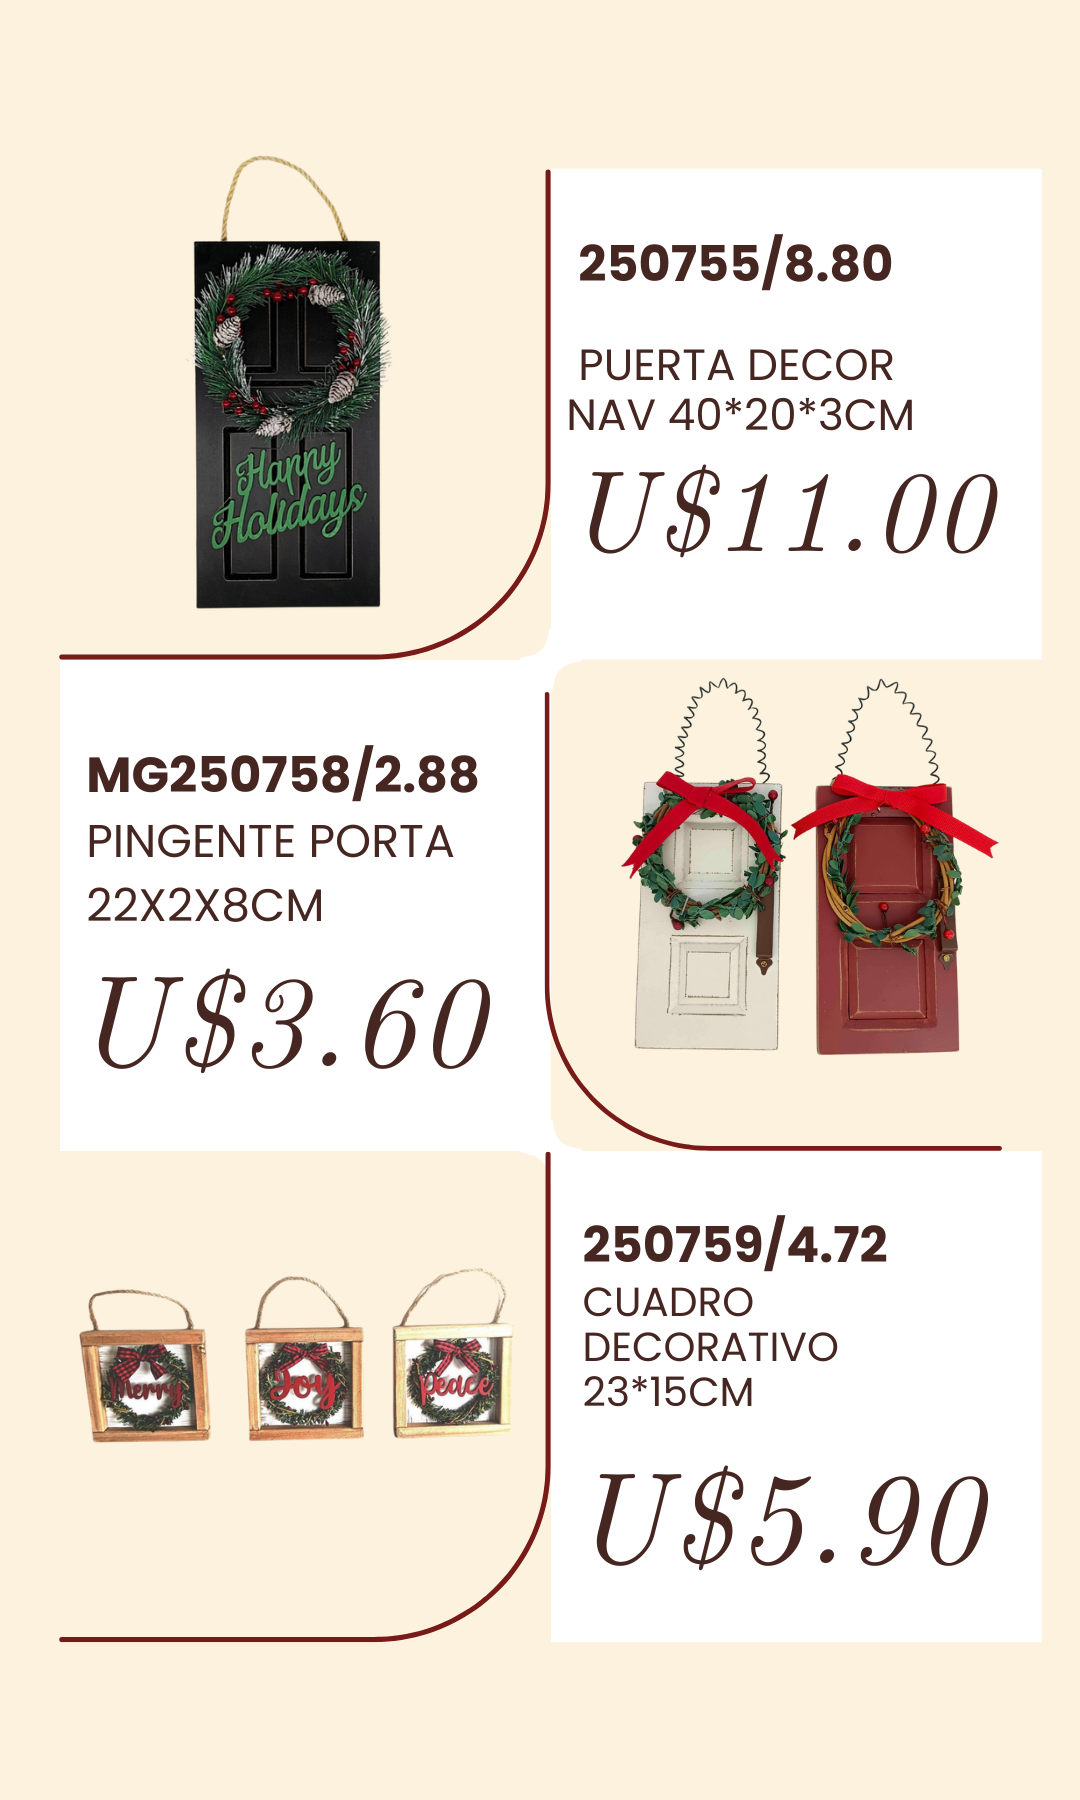 Happy
Holidays
250755/8.80
PUERTA DECOR
NAV 40*20*3CM
U$11.00
MG250758/2.88
PINGENTE PORTA
22X2X8CM
U$3.60
Merry
Joy
Peace
250759/4.72
CUADRO
DECORATIVO
23*15CM
U$5.90